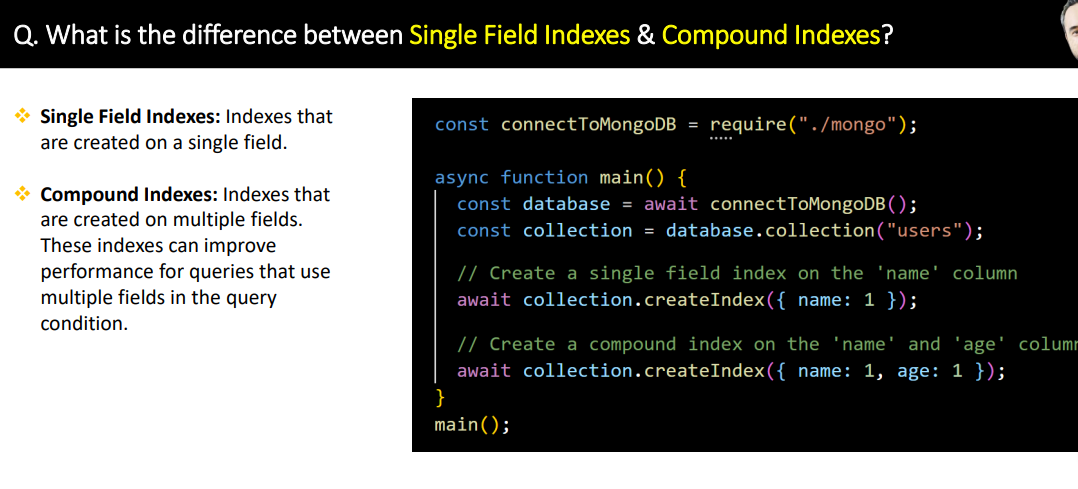 Q. What is the difference between Single Field Indexes & Compound Indexes?
❖ Single Field Indexes: Indexes that
are created on a single field.
❖ Compound Indexes: Indexes that
are created on multiple fields.
These indexes can improve
performance for queries that use
multiple fields in the query
condition.
const connectToMongoDB = require("./mongo");
async function main() {
const database = await connectToMongoDB();
const collection = database.collection("users");
// Create a single field index on the 'name' column
await collection.createIndex({ name: 1 });
// Create a compound index on the 'name' and 'age' colum
await collection.createIndex({ name: 1, age: 1 });
}
main();